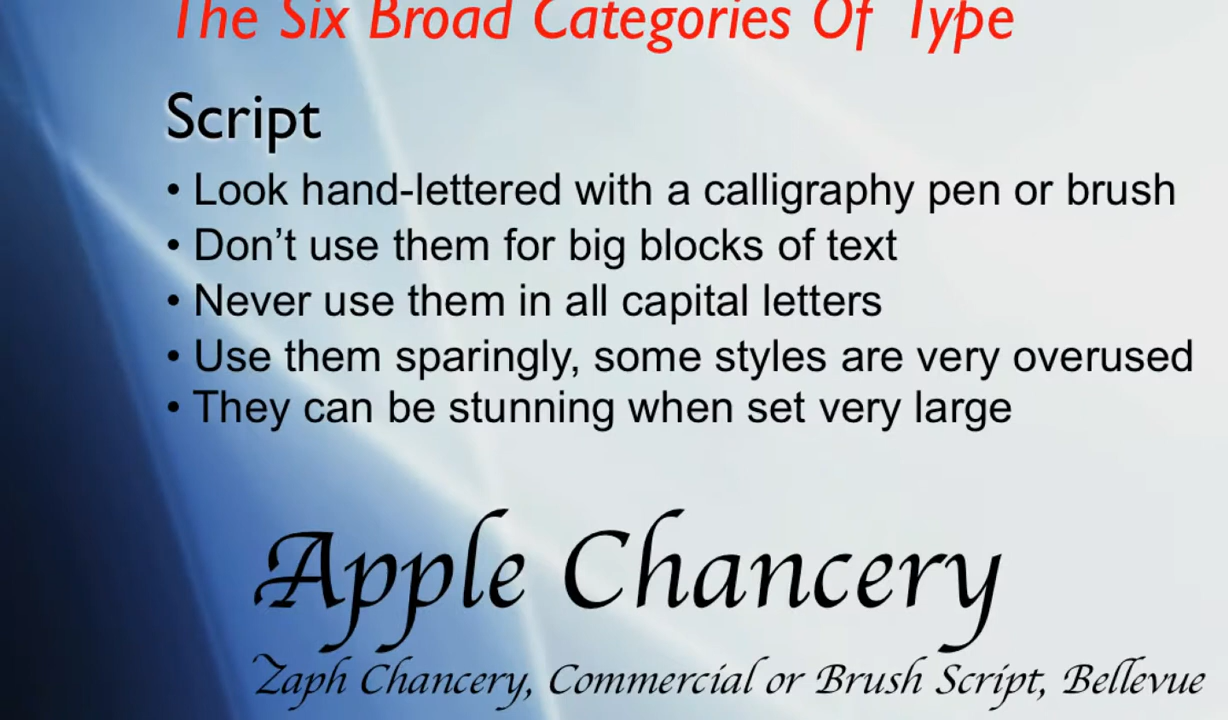 The Six Broad Categories Of Type
Script
• Look hand-lettered with a calligraphy pen or brush
• Don’t use them for big blocks of text
• Never use them in all capital letters
• Use them sparingly, some styles are very overused
• They can be stunning when set very large
Apple Chancery
Zaph Chancery, Commercial or Brush Script, Bellevue